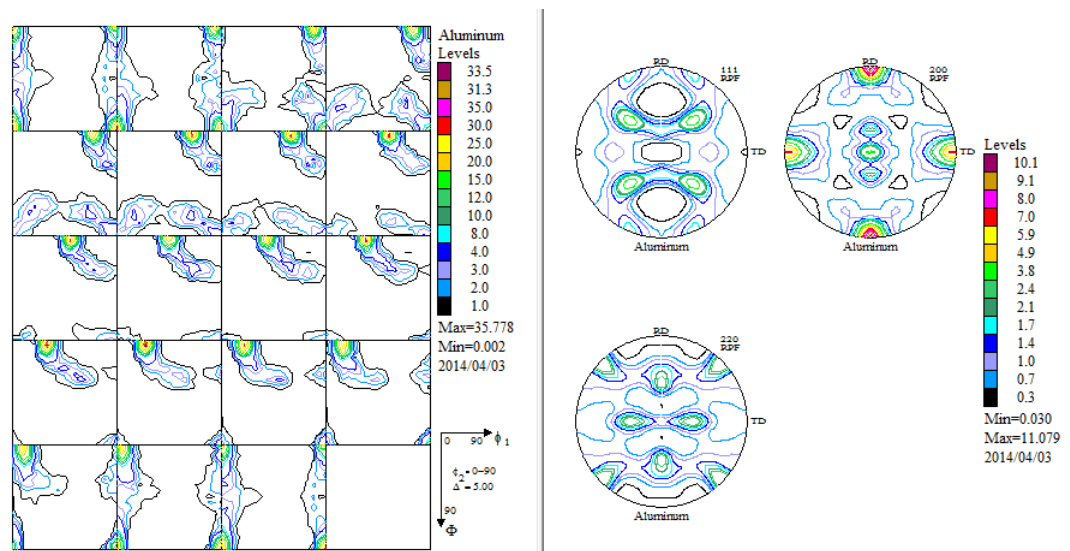 Aluminum
Levels
33.5
31.3
35.0
30.0
25.0
20.0
15.0
12.0
10.0
8.0
4.0
3.0
2.0
1.0
Max=35.778
Min=0.002
2014/04/03
0 90 ϕ1
ϕ2=0-90
Δ =5.00
90
Φ
RD
111
RPF
Aluminum
RD
200
RPF
TD
TD
Aluminum
RD
220
RPF
TD
Aluminum
Levels
10.1
9.1
8.0
7.0
5.9
4.9
3.8
2.4
2.1
1.7
1.4
1.0
0.7
0.3
Min=0.030
Max=11.079
2014/04/03